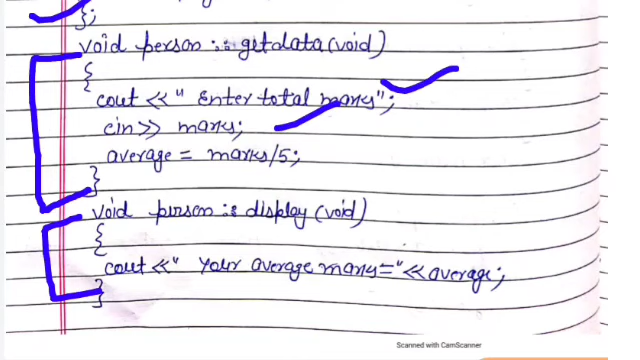 };
void person :: getdata(void)
{
cout << " Enter total marks";
cin >> marks;
average = marks/5;
}
void person :: display(void)
{
cout << " Your average marks=" << average;
}
Scanned with CamScanner